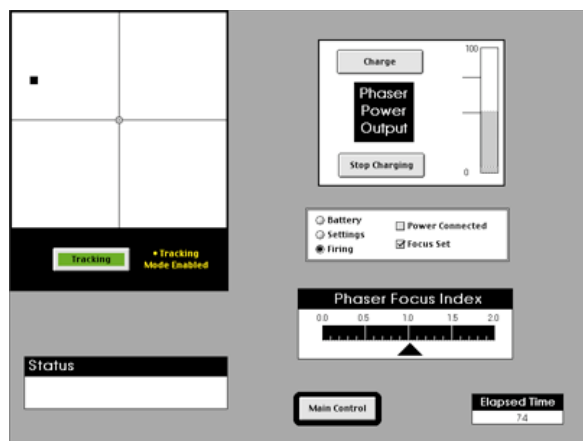 Charge
Phaser
Power
Output
Stop Charging
100
0
Battery
Settings
Firing
Power Connected
Focus Set
Tracking
• Tracking
Mode Enabled
Phaser Focus Index
0.0 0.5 1.0 1.5 2.0
Status
Main Control
Elapsed Time
74